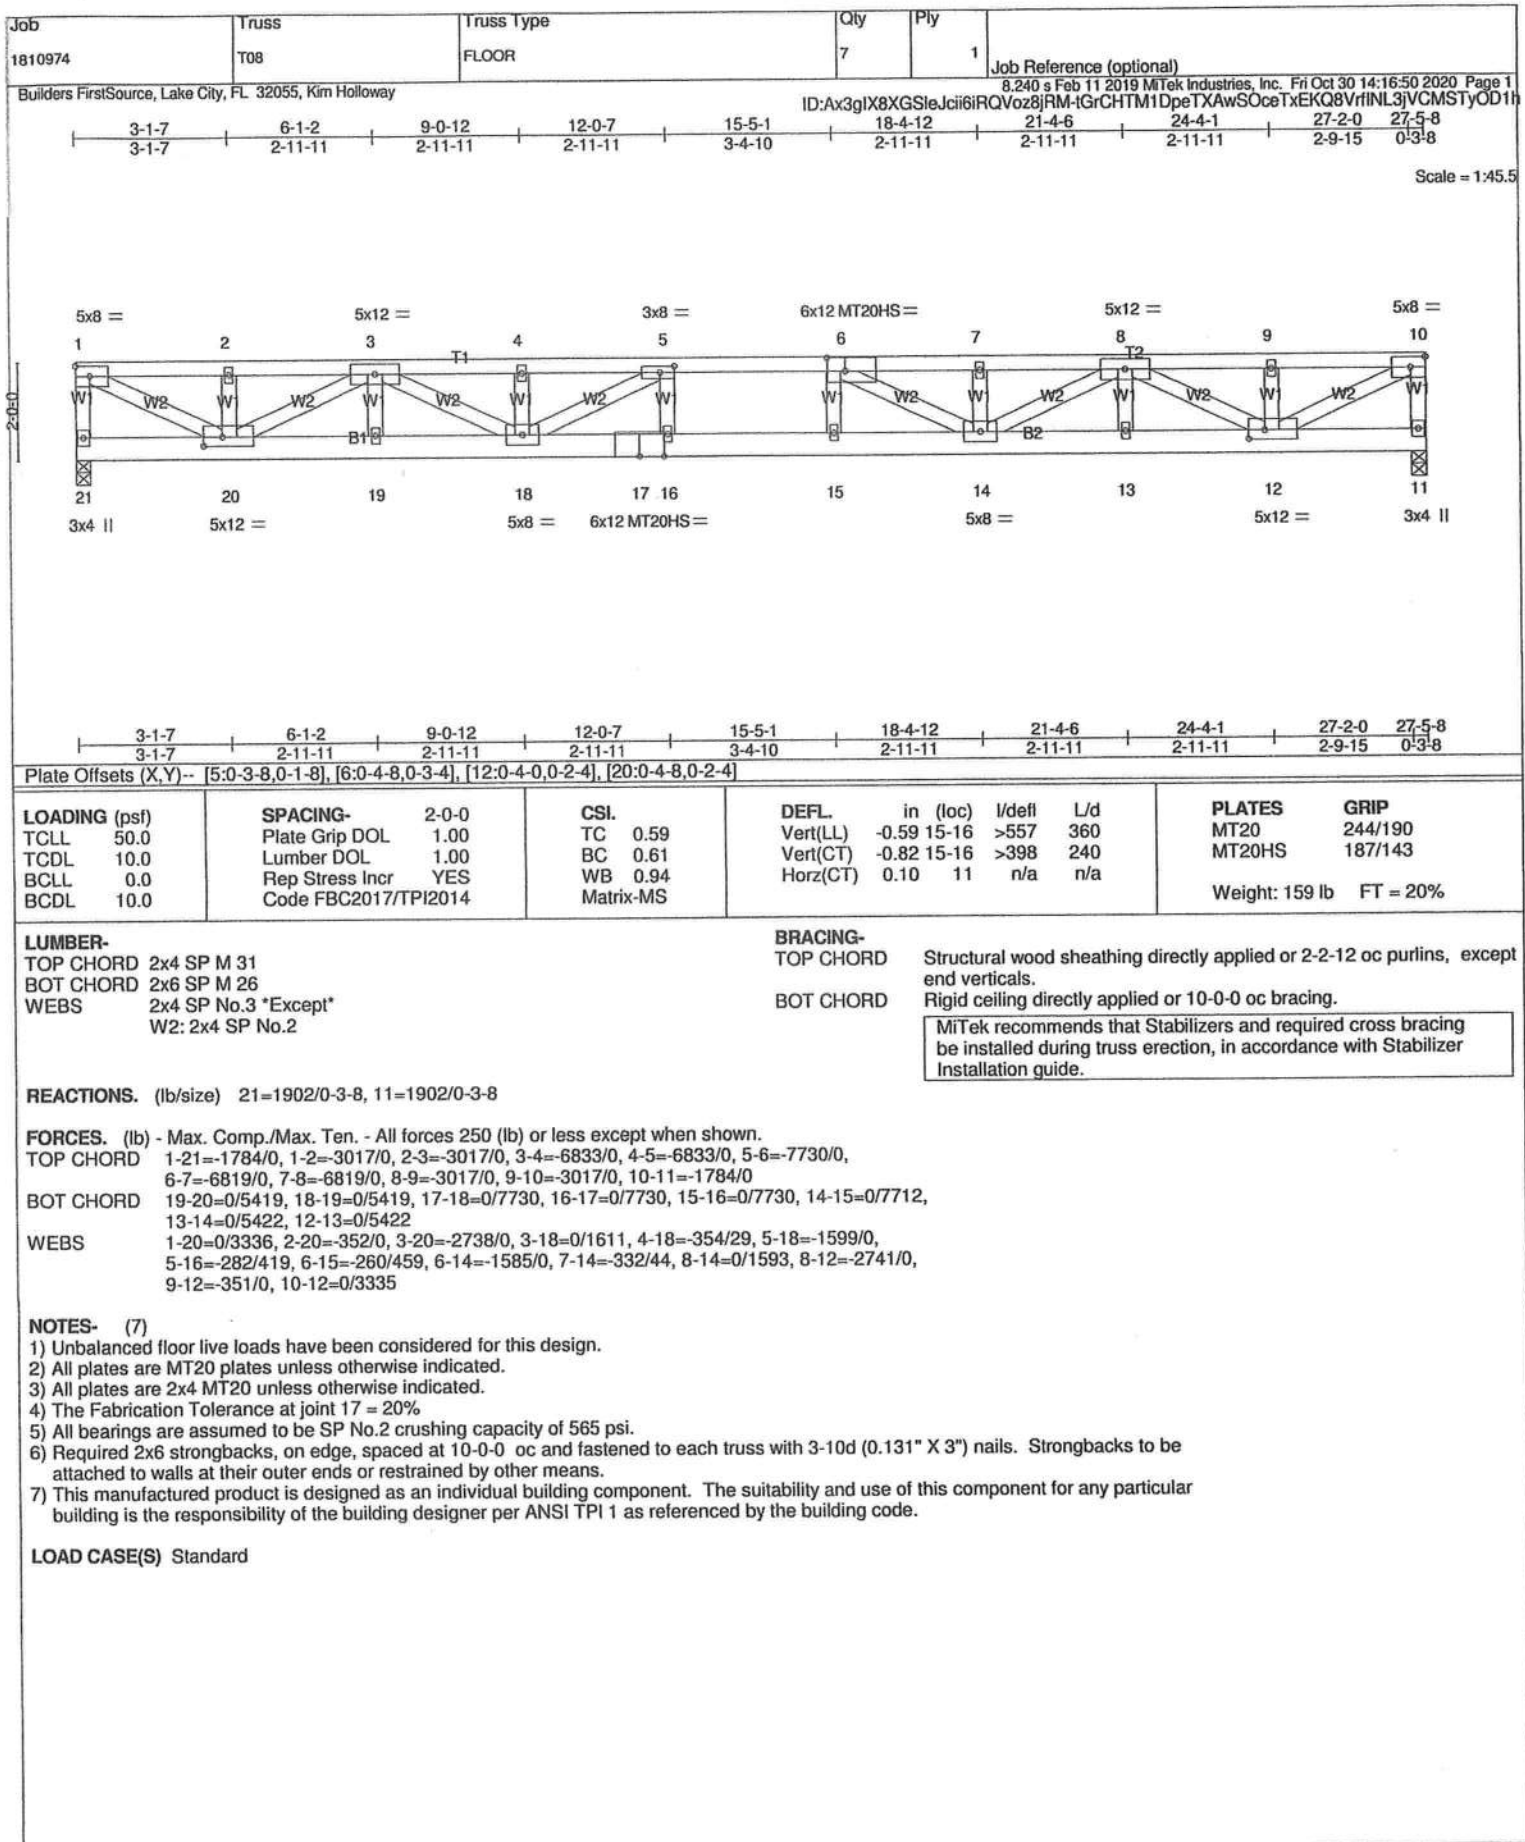 Job Truss Truss Type Qty Ply
1810974 T08 FLOOR 7 1
Job Reference (optional)
Builders FirstSource, Lake City, FL 32055, Kim Holloway
8.240 s Feb 11 2019 MiTek Industries, Inc. Fri Oct 30 14:16:50 2020 Page 1
3-1-7 6-1-2 9-0-12 12-0-7 15-5-1 18-4-12 21-4-6 24-4-1 27-2-0 27-5-8
3-1-7 2-11-11 2-11-11 2-11-11 3-4-10 2-11-11 2-11-11 2-11-11 2-9-15 0-3-8
Scale = 1:45.5
5x8 = 5x12 = 3x8 = 6x12 MT20HS = 5x12 = 5x8 =
1 2 3 4 5 6 7 8 9 10
T1 T2
2-0-0
W1 W2 W1 W2 W1 W2 W1 W2 W1 W1 W2 W1 W2 W1 W2 W1 W2 W1
B1 B2
21 20 19 18 17 16 15 14 13 12 11
3x4 || 5x12 = 5x8 = 6x12 MT20HS = 5x8 = 5x12 = 3x4 ||
3-1-7 6-1-2 9-0-12 12-0-7 15-5-1 18-4-12 21-4-6 24-4-1 27-2-0 27-5-8
3-1-7 2-11-11 2-11-11 2-11-11 3-4-10 2-11-11 2-11-11 2-11-11 2-9-15 0-3-8
Plate Offsets (X,Y)-- [5:0-3-8,0-1-8], [6:0-4-8,0-3-4], [12:0-4-0,0-2-4], [20:0-4-8,0-2-4]
LOADING (psf)
TCLL 50.0
TCDL 10.0
BCLL 0.0
BCDL 10.0
SPACING- 2-0-0
Plate Grip DOL 1.00
Lumber DOL 1.00
Rep Stress Incr YES
Code FBC2017/TPI2014
CSI.
TC 0.59
BC 0.61
WB 0.94
Matrix-MS
DEFL. in (loc) l/defl L/d
Vert(LL) -0.59 15-16 >557 360
Vert(CT) -0.82 15-16 >398 240
Horz(CT) 0.10 11 n/a n/a
PLATES GRIP
MT20 244/190
MT20HS 187/143
Weight: 159 lb FT = 20%
LUMBER-
TOP CHORD 2x4 SP M 31
BOT CHORD 2x6 SP M 26
WEBS 2x4 SP No.3 *Except*
W2: 2x4 SP No.2
BRACING-
TOP CHORD Structural wood sheathing directly applied or 2-2-12 oc purlins, except
end verticals.
BOT CHORD Rigid ceiling directly applied or 10-0-0 oc bracing.
MiTek recommends that Stabilizers and required cross bracing
be installed during truss erection, in accordance with Stabilizer
Installation guide.
REACTIONS. (lb/size) 21=1902/0-3-8, 11=1902/0-3-8
FORCES. (lb) - Max. Comp./Max. Ten. - All forces 250 (lb) or less except when shown.
TOP CHORD 1-21=-1784/0, 1-2=-3017/0, 2-3=-3017/0, 3-4=-6833/0, 4-5=-6833/0, 5-6=-7730/0,
6-7=-6819/0, 7-8=-6819/0, 8-9=-3017/0, 9-10=-3017/0, 10-11=-1784/0
BOT CHORD 19-20=0/5419, 18-19=0/5419, 17-18=0/7730, 16-17=0/7730, 15-16=0/7730, 14-15=0/7712,
13-14=0/5422, 12-13=0/5422
WEBS 1-20=0/3336, 2-20=-352/0, 3-20=-2738/0, 3-18=0/1611, 4-18=-354/29, 5-18=-1599/0,
5-16=-282/419, 6-15=-260/459, 6-14=-1585/0, 7-14=-332/44, 8-14=0/1593, 8-12=-2741/0,
9-12=-351/0, 10-12=0/3335
NOTES- (7)
1) Unbalanced floor live loads have been considered for this design.
2) All plates are MT20 plates unless otherwise indicated.
3) All plates are 2x4 MT20 unless otherwise indicated.
4) The Fabrication Tolerance at joint 17 = 20%
5) All bearings are assumed to be SP No.2 crushing capacity of 565 psi.
6) Required 2x6 strongbacks, on edge, spaced at 10-0-0 oc and fastened to each truss with 3-10d (0.131" X 3") nails. Strongbacks to be
attached to walls at their outer ends or restrained by other means.
7) This manufactured product is designed as an individual building component. The suitability and use of this component for any particular
building is the responsibility of the building designer per ANSI TPI 1 as referenced by the building code.
LOAD CASE(S) Standard